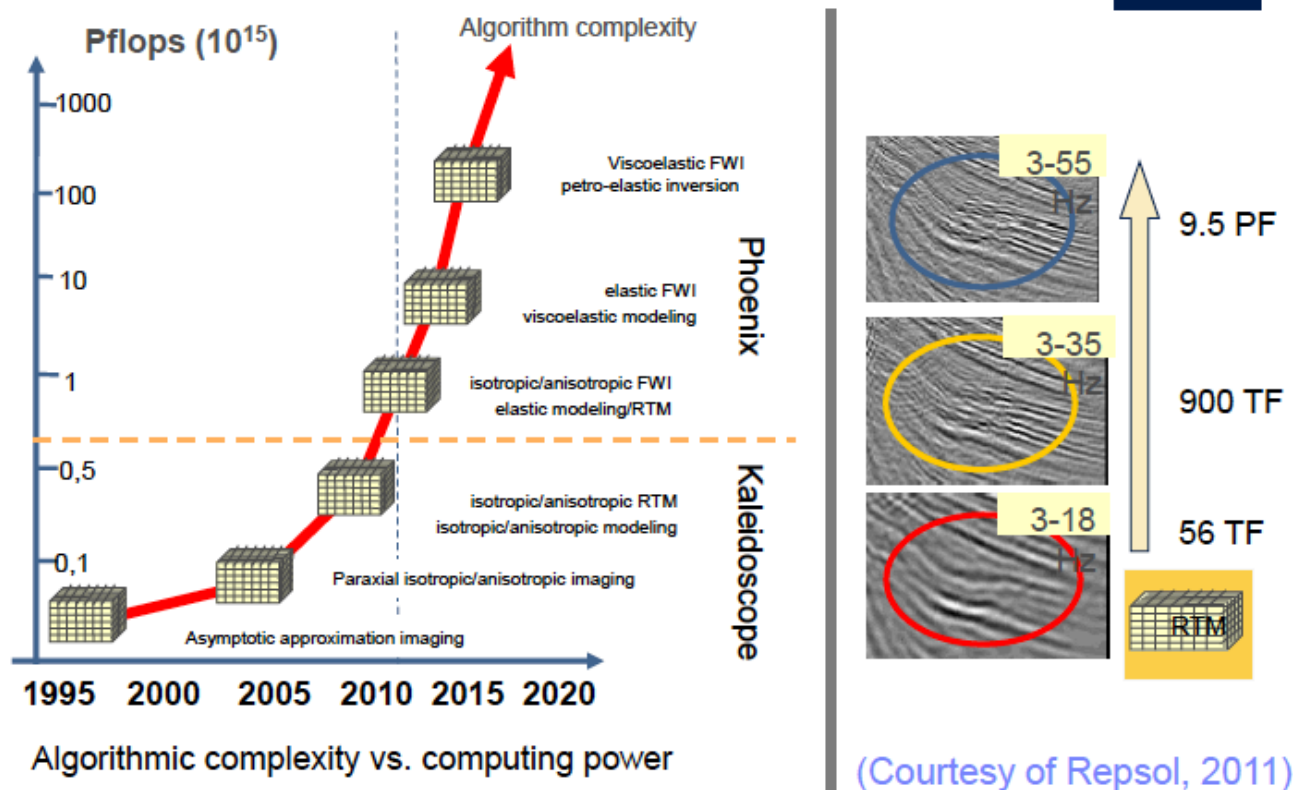 Pflops (10¹⁵)
Algorithm complexity
1000
100
10
1
0,5
0,1
Viscoelastic FWI
petro-elastic inversion
elastic FWI
viscoelastic modeling
isotropic/anisotropic FWI
elastic modeling/RTM
isotropic/anisotropic RTM
isotropic/anisotropic modeling
Paraxial isotropic/anisotropic imaging
Asymptotic approximation imaging
Phoenix
Kaleidoscope
1995 2000 2005 2010 2015 2020
Algorithmic complexity vs. computing power
3-55
Hz
9.5 PF
3-35
Hz
900 TF
3-18
Hz
56 TF
RTM
(Courtesy of Repsol, 2011)